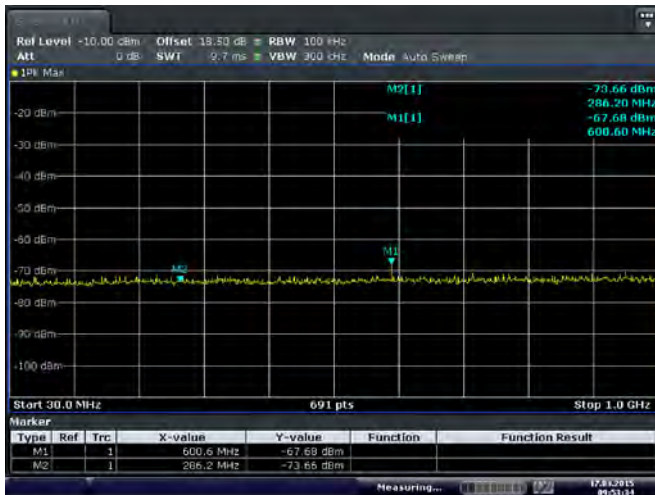 Ref Level -10.00 dBm Offset 18.50 dB RBW 100 kHz
Att 0 dB SWT 9.7 ms VBW 300 kHz Mode Auto Sweep
1Pk Max
M2[1] -73.66 dBm
286.20 MHz
M1[1] -67.68 dBm
600.60 MHz
-20 dBm
-30 dBm
-40 dBm
-50 dBm
-60 dBm
M1
-70 dBm
M2
-80 dBm
-90 dBm
-100 dBm
Start 30.0 MHz 691 pts Stop 1.0 GHz
Marker
Type Ref Trc X-value Y-value Function Function Result
M1 1 600.6 MHz -67.68 dBm
M2 1 286.2 MHz -73.66 dBm
Measuring... 17.03.2015
09:53:34